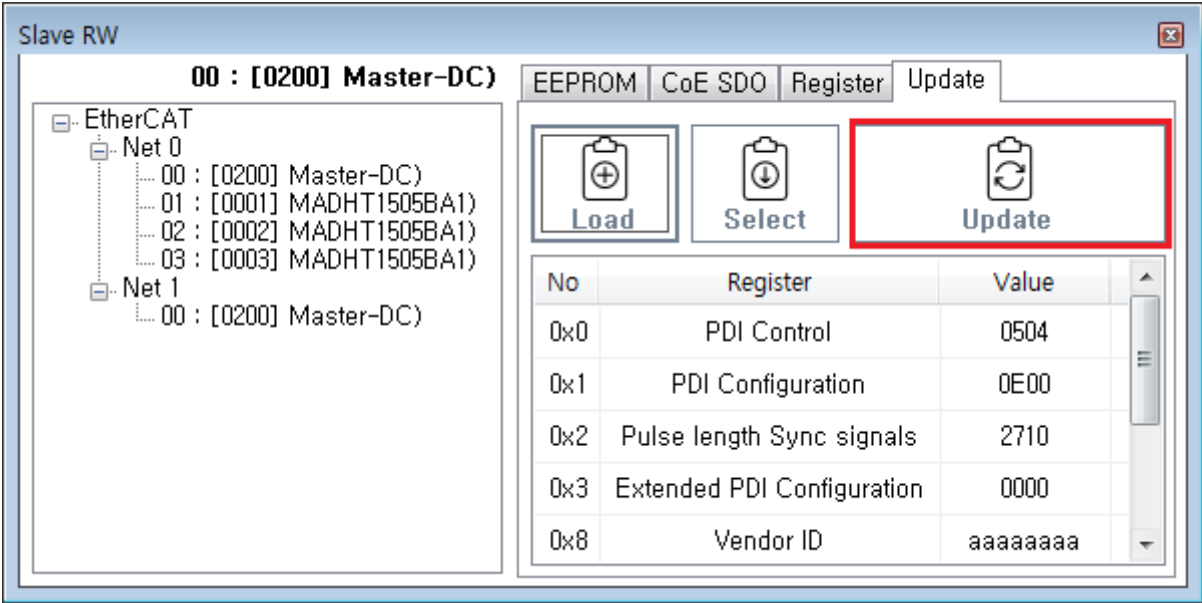 Slave RW
00 : [0200] Master-DC)
EtherCAT
Net 0
00 : [0200] Master-DC)
01 : [0001] MADHT1505BA1)
02 : [0002] MADHT1505BA1)
03 : [0003] MADHT1505BA1)
Net 1
00 : [0200] Master-DC)
EEPROM CoE SDO Register Update
Load Select Update
No Register Value
0x0 PDI Control 0504
0x1 PDI Configuration 0E00
0x2 Pulse length Sync signals 2710
0x3 Extended PDI Configuration 0000
0x8 Vendor ID aaaaaaaa